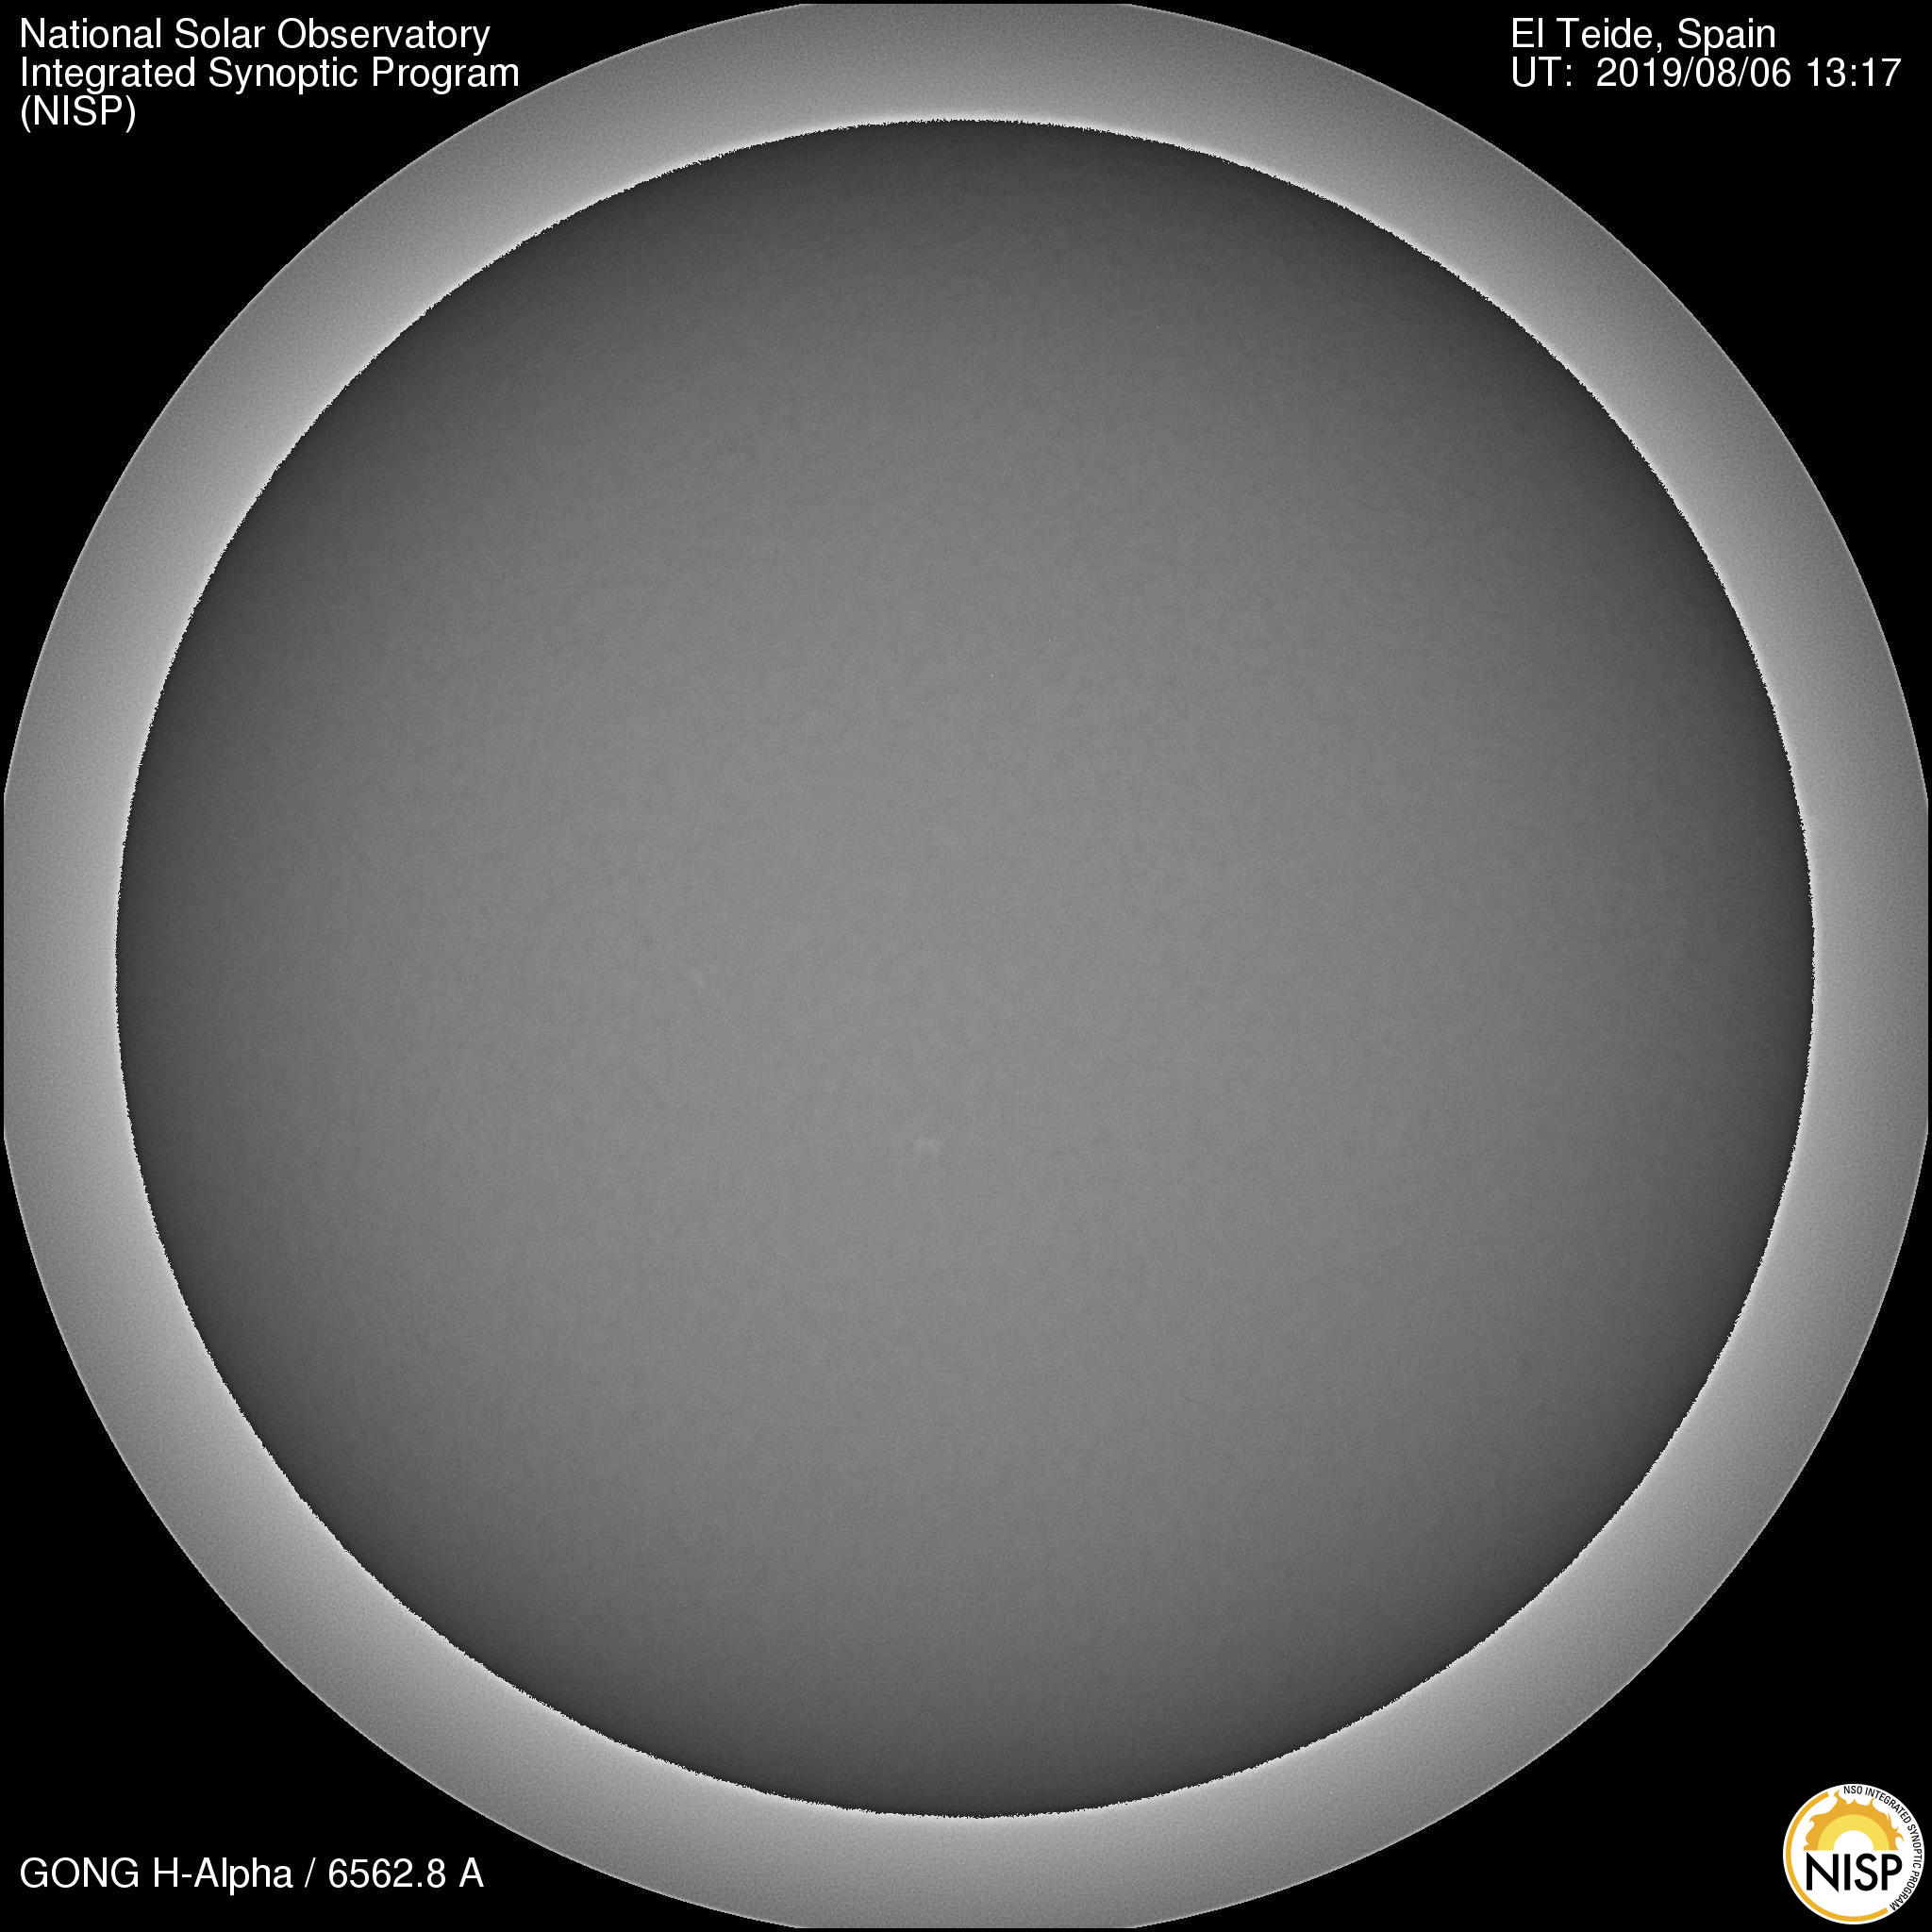 National Solar Observatory
Integrated Synoptic Program
(NISP)
El Teide, Spain
UT: 2019/08/06 13:17
GONG H-Alpha / 6562.8 A
NSO INTEGRATED SYNOPTIC PROGRAM
NISP